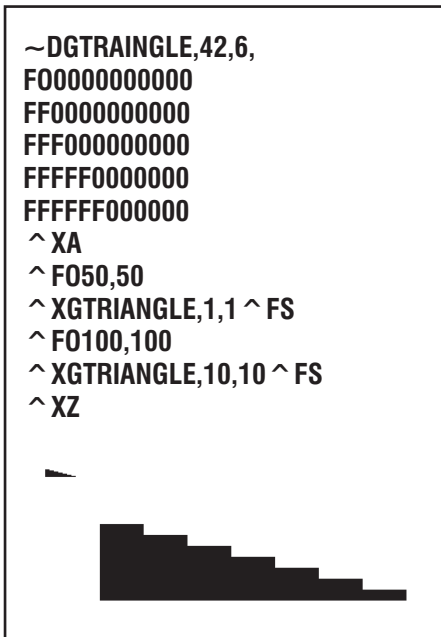 ~DGTRAINGLE,42,6,
F00000000000
FF0000000000
FFF000000000
FFFFF0000000
FFFFFF000000
^ XA
^ FO50,50
^ XGTRIANGLE,1,1 ^ FS
^ FO100,100
^ XGTRIANGLE,10,10 ^ FS
^ XZ